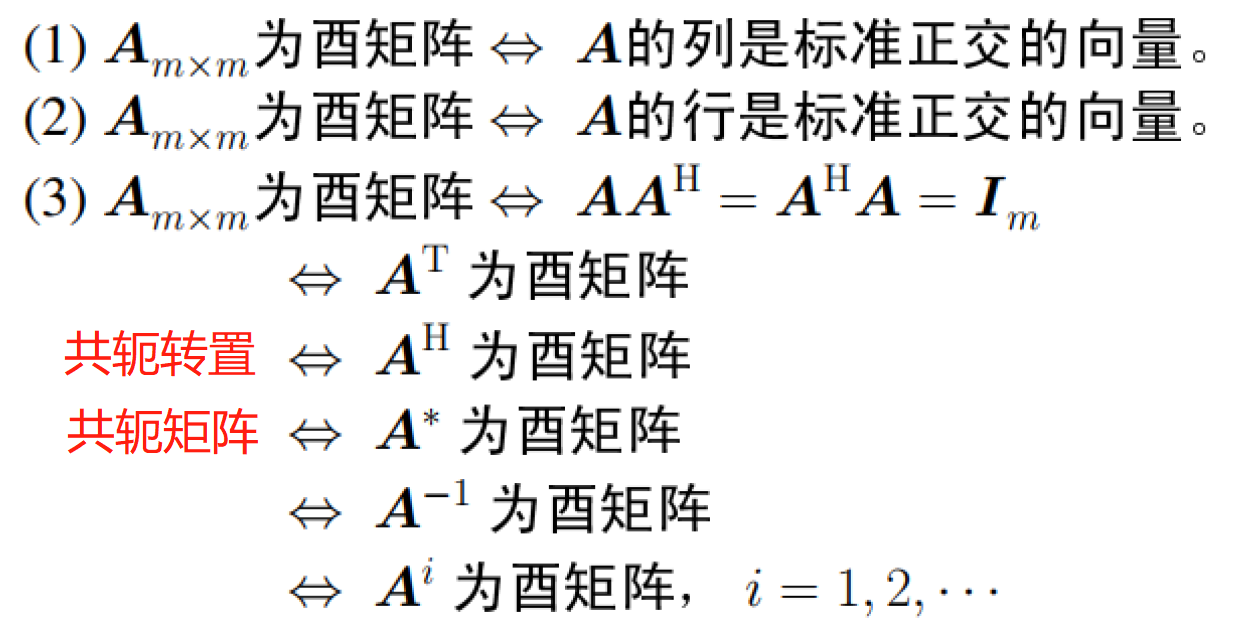 (1) A_{m×m}为酉矩阵 ⇔ A的列是标准正交的向量。
(2) A_{m×m}为酉矩阵 ⇔ A的行是标准正交的向量。
(3) A_{m×m}为酉矩阵 ⇔ AA^H = A^H A = I_m
⇔ A^T 为酉矩阵
共轭转置 ⇔ A^H 为酉矩阵
共轭矩阵 ⇔ A* 为酉矩阵
⇔ A^{-1} 为酉矩阵
⇔ A^i 为酉矩阵， i = 1, 2, ···